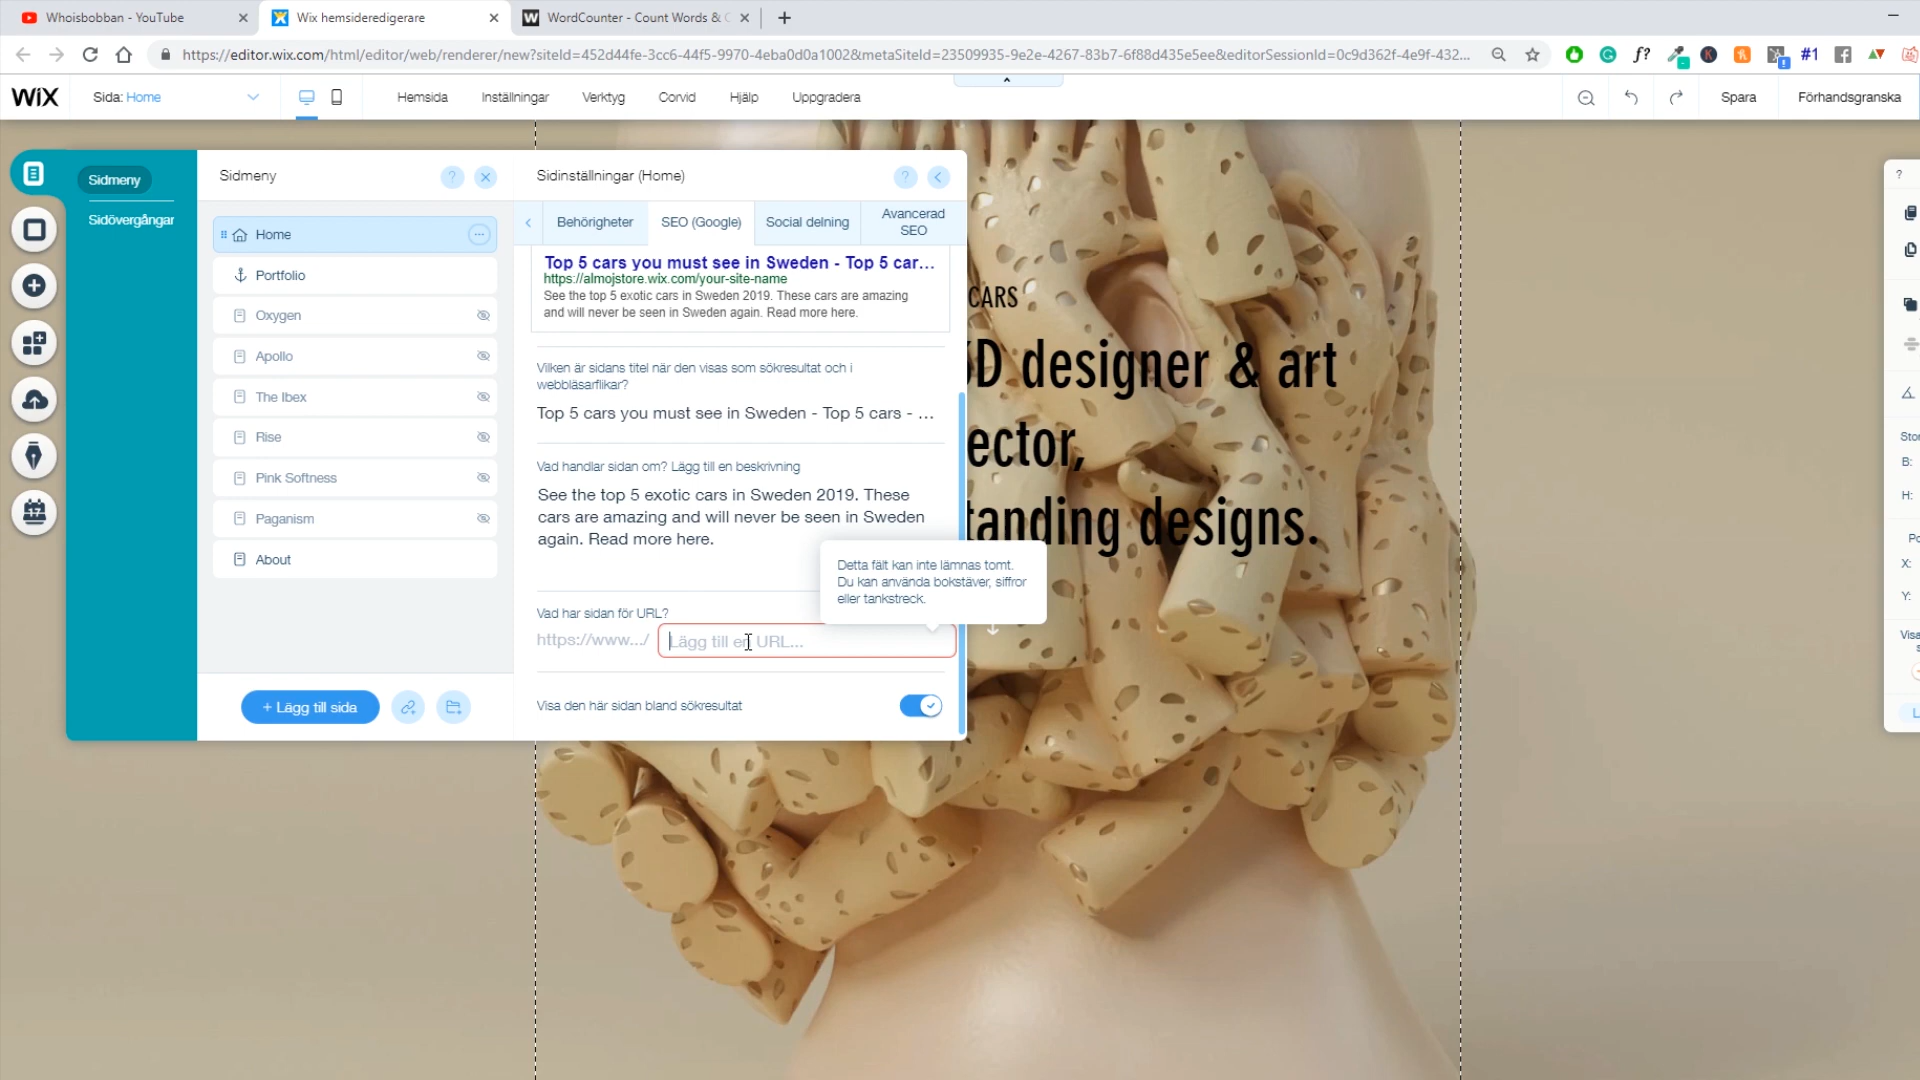 Whoisbobban - YouTube
Wix hemsideredigerare
WordCounter - Count Words &
https://editor.wix.com/html/editor/web/renderer/new?siteId=452d44fe-3cc6-44f5-9970-4eba0d0a1002&metaSiteId=23509935-9e2e-4267-83b7-6f88d435e5ee&editorSessionId=0c9d362f-4e9f-432...
f?
#1
WiX
Sida: Home
Hemsida
Inställningar
Verktyg
Corvid
Hjälp
Uppgradera
Spara
Förhandsgranska
Sidmeny
Sidövergångar
Sidmeny
?
Home
Portfolio
Oxygen
Apollo
The Ibex
Rise
Pink Softness
Paganism
About
+ Lägg till sida
17
Sidinställningar (Home)
?
Behörigheter
SEO (Google)
Social delning
Avancerad SEO
Top 5 cars you must see in Sweden - Top 5 car...
https://almojstore.wix.com/your-site-name
See the top 5 exotic cars in Sweden 2019. These cars are amazing
and will never be seen in Sweden again. Read more here.
Vilken är sidans titel när den visas som sökresultat och i
webbläsarflikar?
Top 5 cars you must see in Sweden - Top 5 cars - ...
Vad handlar sidan om? Lägg till en beskrivning
See the top 5 exotic cars in Sweden 2019. These
cars are amazing and will never be seen in Sweden
again. Read more here.
Detta fält kan inte lämnas tomt.
Du kan använda bokstäver, siffror
eller tankstreck.
Vad har sidan för URL?
https://www.../
Lägg till en URL...
Visa den här sidan bland sökresultat
CARS
D designer & art
ector,
tanding designs.
?
B:
H:
X:
Y: